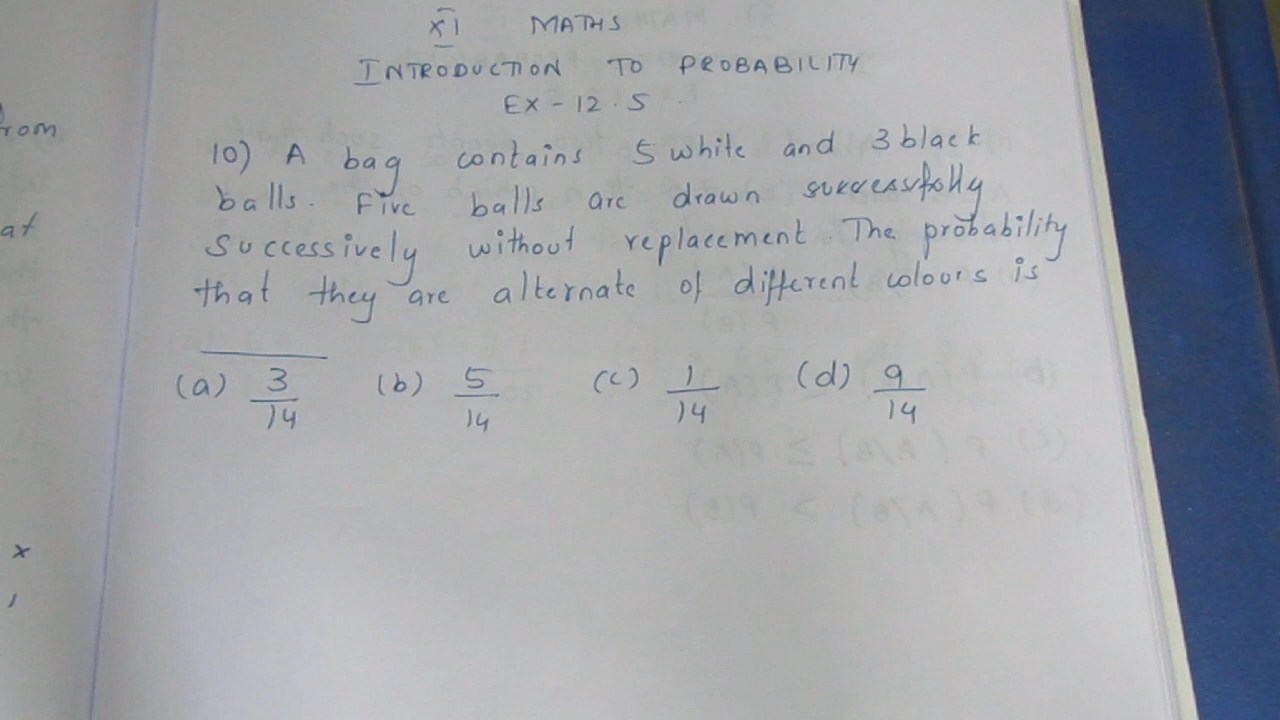 XI MATHS
INTRODUCTION TO PROBABILITY
EX - 12.5
10) A bag contains 5 white and 3 black
balls. Five balls are drawn successfully
successively without replacement. The probability
that they are alternate of different colours is
(a) 3/14 (b) 5/14 (c) 1/14 (d) 9/14
rom
at
x
,